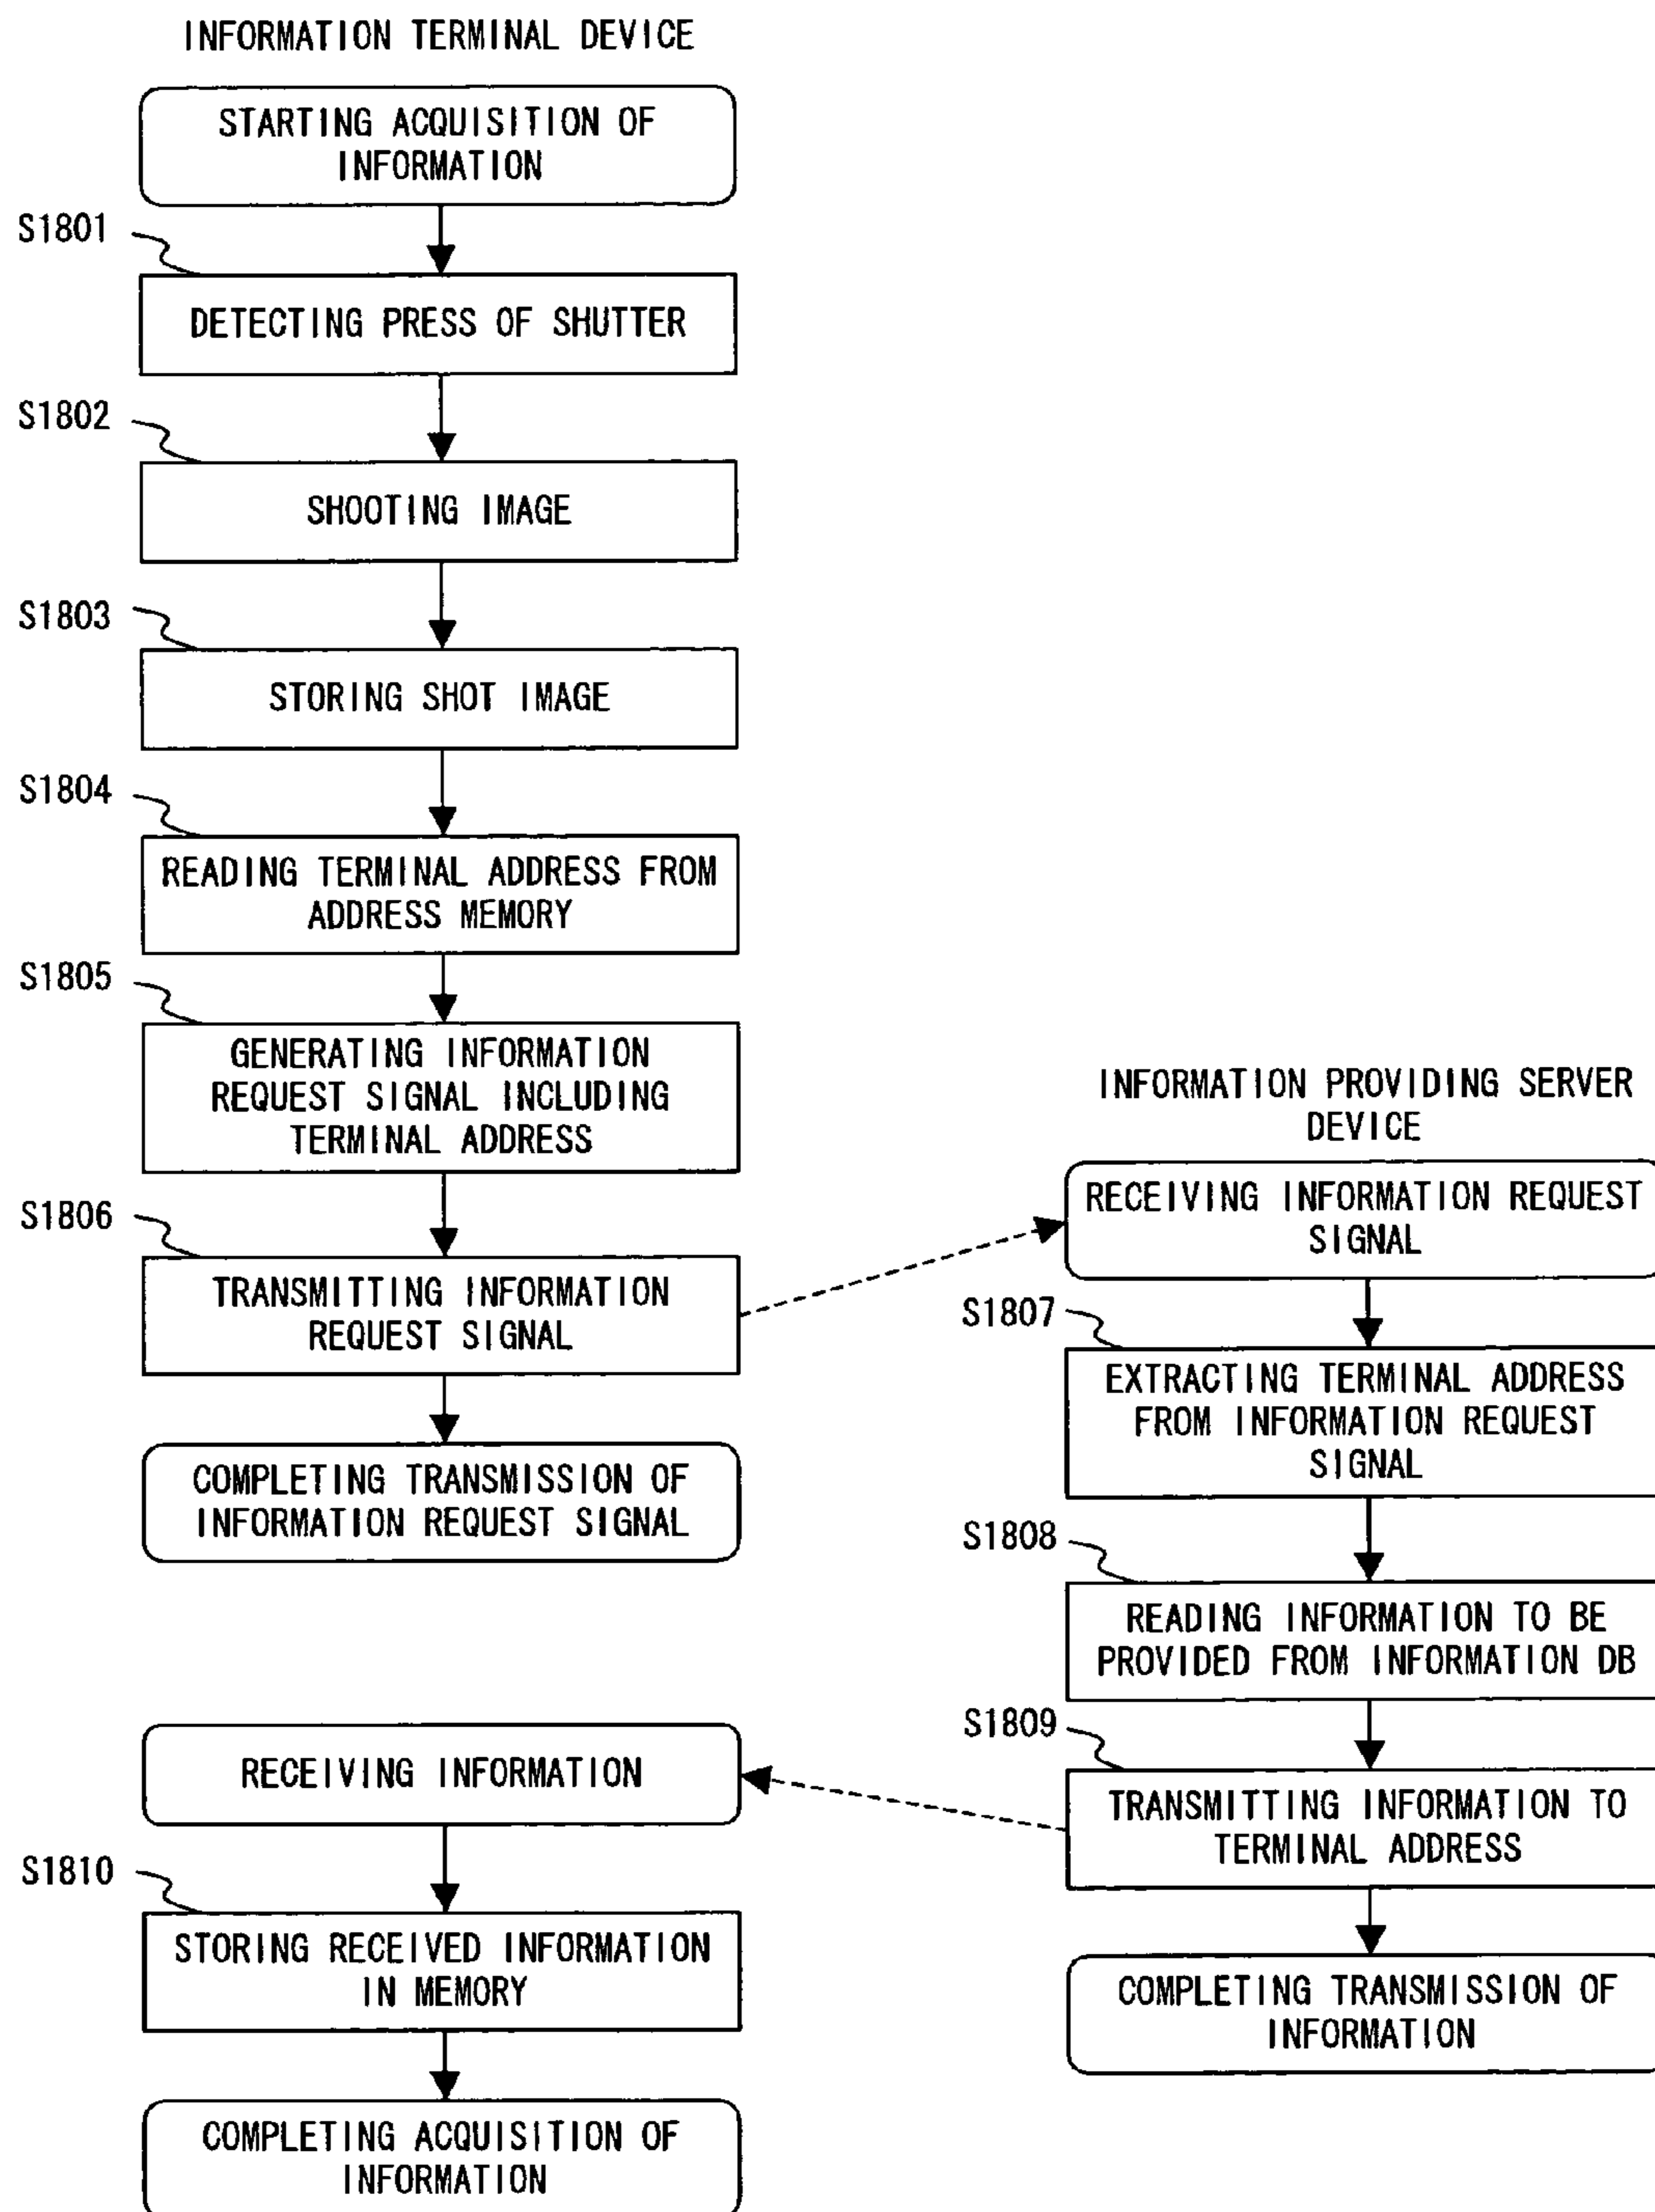 INFORMATION TERMINAL DEVICE
STARTING ACQUISITION OF
INFORMATION
S1801
DETECTING PRESS OF SHUTTER
S1802
SHOOTING IMAGE
S1803
STORING SHOT IMAGE
S1804
READING TERMINAL ADDRESS FROM
ADDRESS MEMORY
S1805
GENERATING INFORMATION
REQUEST SIGNAL INCLUDING
TERMINAL ADDRESS
S1806
TRANSMITTING INFORMATION
REQUEST SIGNAL
COMPLETING TRANSMISSION OF
INFORMATION REQUEST SIGNAL
INFORMATION PROVIDING SERVER
DEVICE
RECEIVING INFORMATION REQUEST
SIGNAL
S1807
EXTRACTING TERMINAL ADDRESS
FROM INFORMATION REQUEST
SIGNAL
S1808
READING INFORMATION TO BE
PROVIDED FROM INFORMATION DB
S1809
TRANSMITTING INFORMATION TO
TERMINAL ADDRESS
COMPLETING TRANSMISSION OF
INFORMATION
RECEIVING INFORMATION
S1810
STORING RECEIVED INFORMATION
IN MEMORY
COMPLETING ACQUISITION OF
INFORMATION